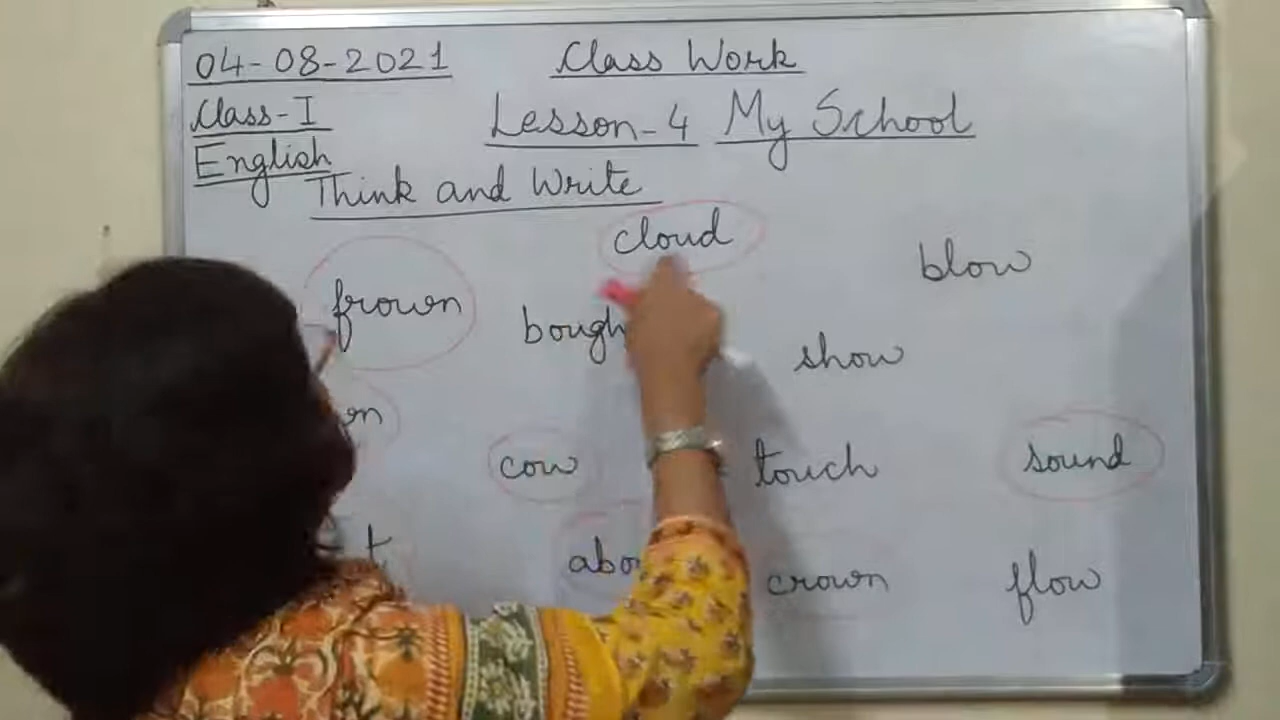 04-08-2021 Class Work
Class-I Lesson-4 My School
English
Think and Write
cloud
blow
frown
bough
show
cow
touch
sound
crown
flow